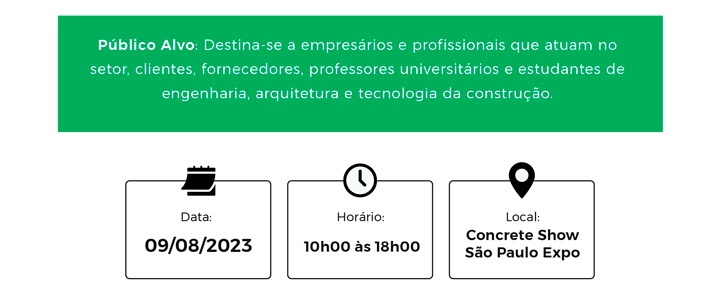 Público Alvo: Destina-se a empresários e profissionais que atuam no
setor, clientes, fornecedores, professores universitários e estudantes de
engenharia, arquitetura e tecnologia da construção.
Data:
09/08/2023
Horário:
10h00 às 18h00
Local:
Concrete Show
São Paulo Expo